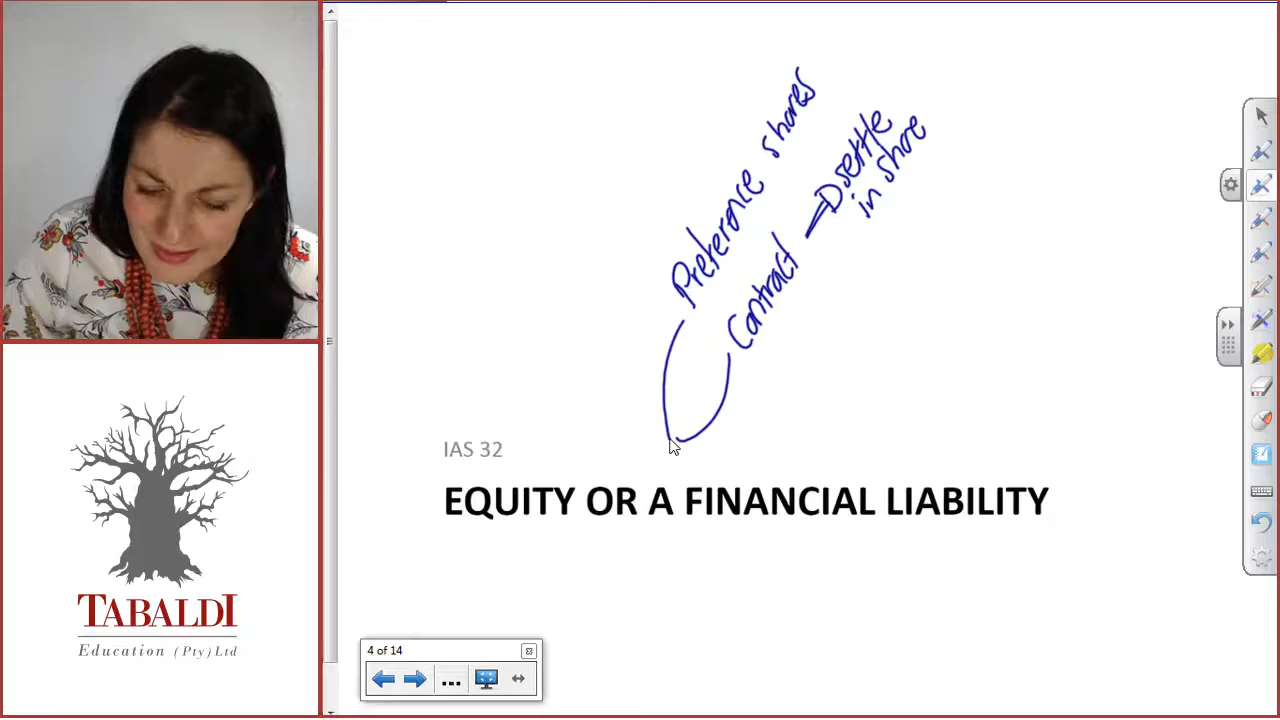 Preference shares
Contract → settle
in share
IAS 32
EQUITY OR A FINANCIAL LIABILITY
TABALDI
Education (Pty) Ltd
4 of 14